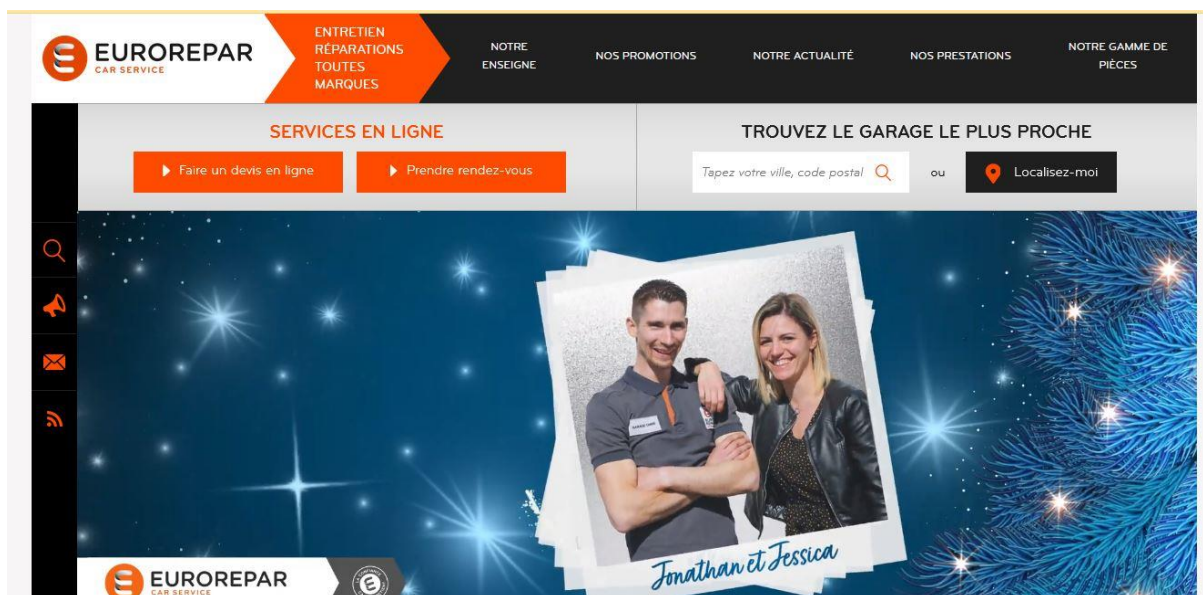 EUROREPAR
CAR SERVICE
ENTRETIEN
RÉPARATIONS
TOUTES
MARQUES
NOTRE
ENSEIGNE
NOS PROMOTIONS
NOTRE ACTUALITÉ
NOS PRESTATIONS
NOTRE GAMME DE
PIÈCES
SERVICES EN LIGNE
Faire un devis en ligne
Prendre rendez-vous
TROUVEZ LE GARAGE LE PLUS PROCHE
Tapez votre ville, code postal
ou
Localisez-moi
Jonathan et Jessica
EUROREPAR
CAR SERVICE